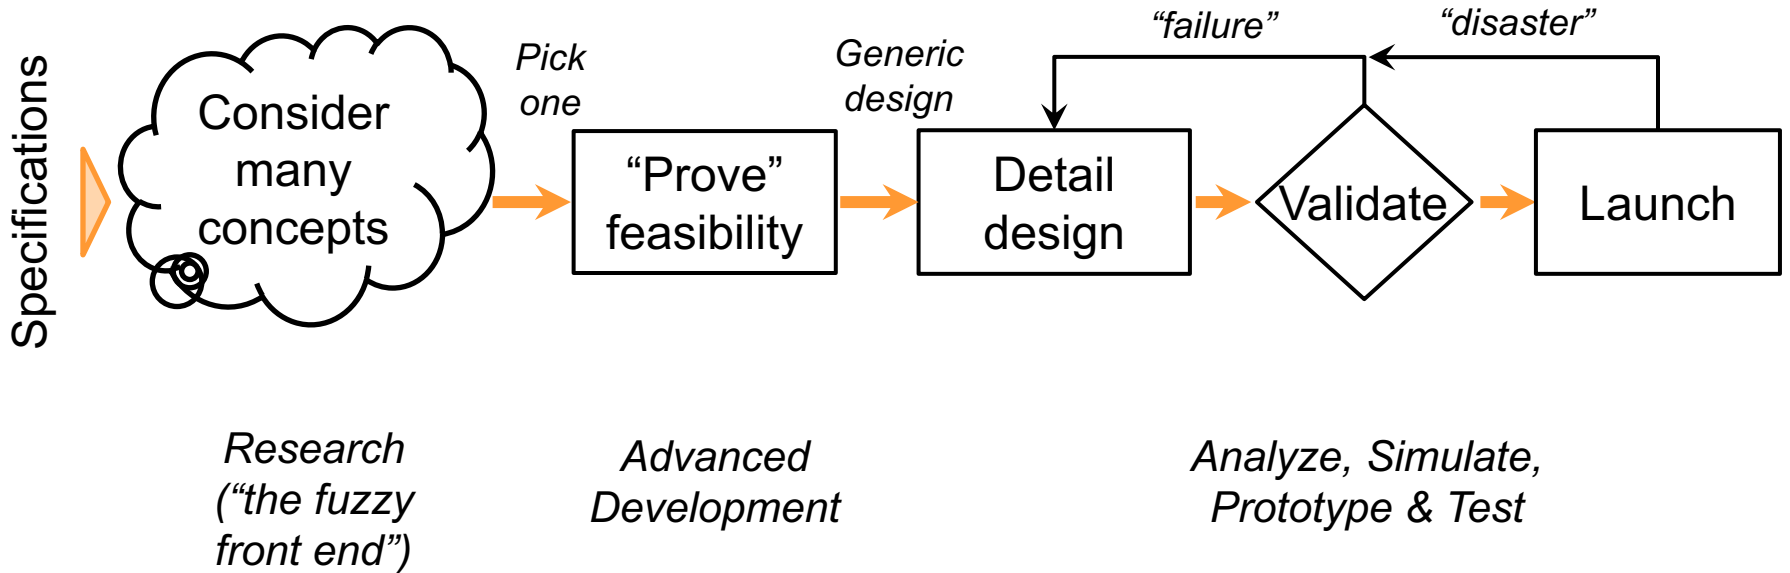 Specifications
Consider
many
concepts
Pick
one
“Prove”
feasibility
Generic
design
Detail
design
“failure”
Validate
“disaster”
Launch
Research
(“the fuzzy
front end”)
Advanced
Development
Analyze, Simulate,
Prototype & Test